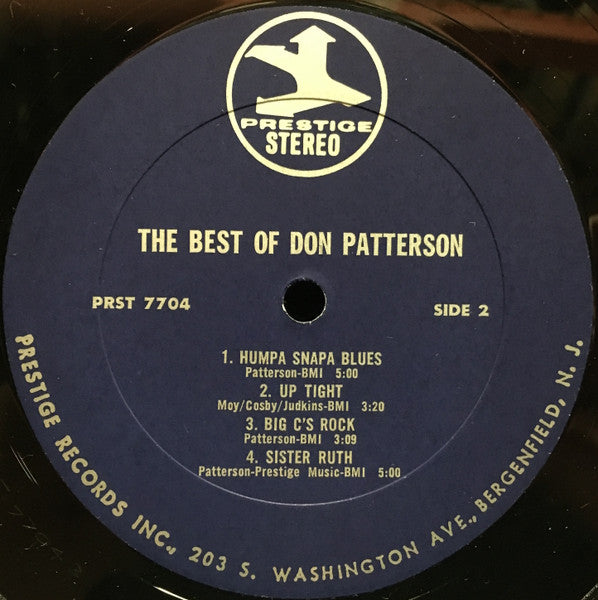 PRESTIGE
STEREO
THE BEST OF DON PATTERSON
PRST 7704
SIDE 2
1. HUMPA SNAPA BLUES
Patterson-BMI 5:00
2. UP TIGHT
Moy/Cosby/Judkins-BMI 3:20
3. BIG C'S ROCK
Patterson-BMI 3:09
4. SISTER RUTH
Patterson-Prestige Music-BMI 5:00
PRESTIGE RECORDS INC., 203 S. WASHINGTON AVE., BERGENFIELD, N. J.